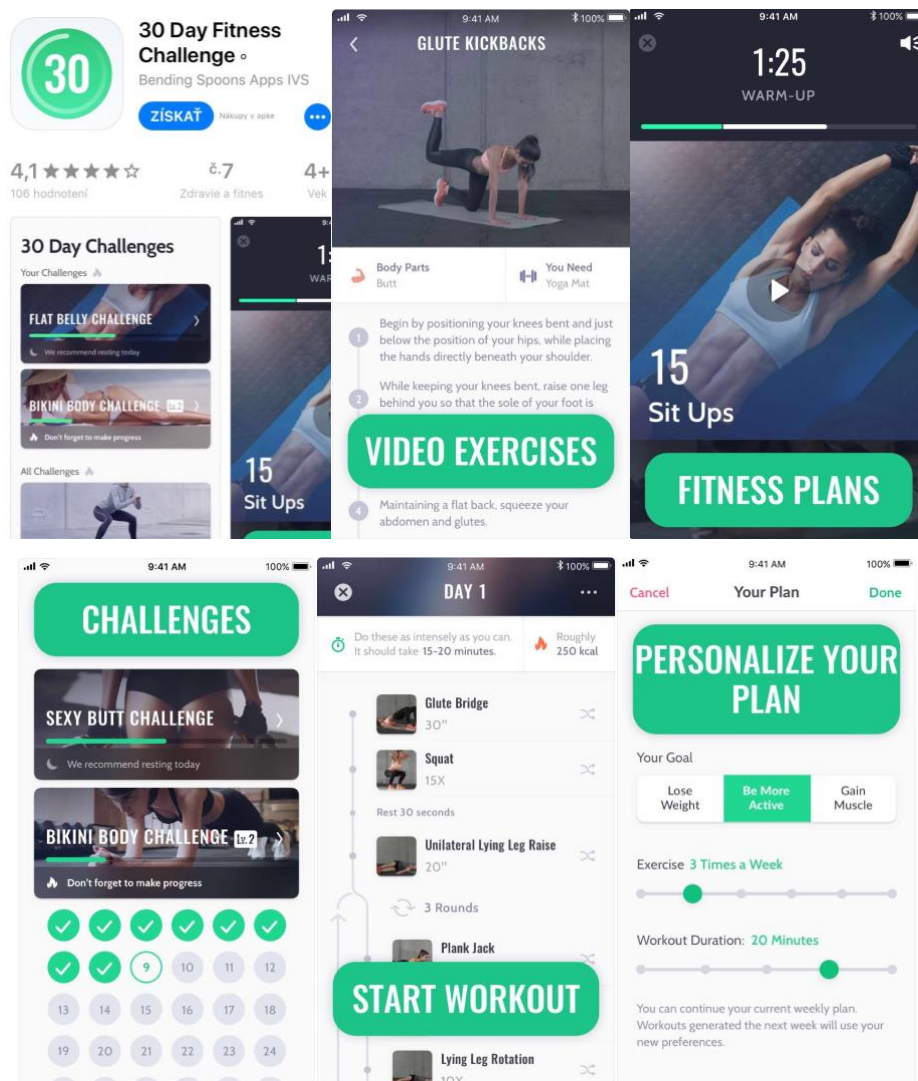 30
30 Day Fitness
Challenge
Bending Spoons Apps IVS
ZÍSKAŤ
Nákupy v apke
4,1
106 hodnotení
č.7
Zdravie a fitnes
4+
Vek
30 Day Challenges
Your Challenges
FLAT BELLY CHALLENGE
We recommend resting today
BIKINI BODY CHALLENGE Lv.2
Don't forget to make progress
All Challenges
15
Sit Ups
9:41 AM
100%
GLUTE KICKBACKS
Body Parts
Butt
You Need
Yoga Mat
1
Begin by positioning your knees bent and just
below the position of your hips, while placing
the hands directly beneath your shoulder.
2
While keeping your knees bent, raise one leg
behind you so that the sole of your foot is
VIDEO EXERCISES
4
Maintaining a flat back, squeeze your
abdomen and glutes.
9:41 AM
100%
1:25
WARM-UP
15
Sit Ups
FITNESS PLANS
9:41 AM
100%
CHALLENGES
SEXY BUTT CHALLENGE
We recommend resting today
BIKINI BODY CHALLENGE Lv.2
Don't forget to make progress
9 10 11 12
13 14 15 16 17 18
19 20 21 22 23 24
9:41 AM
100%
DAY 1
Do these as intensely as you can.
It should take 15-20 minutes.
Roughly
250 kcal
Glute Bridge
30"
Squat
15X
Rest 30 seconds
Unilateral Lying Leg Raise
20"
3 Rounds
Plank Jack
START WORKOUT
Lying Leg Rotation
10X
9:41 AM
100%
Cancel
Your Plan
Done
PERSONALIZE YOUR
PLAN
Your Goal
Lose
Weight
Be More
Active
Gain
Muscle
Exercise 3 Times a Week
Workout Duration: 20 Minutes
You can continue your current weekly plan.
Workouts generated the next week will use your
new preferences.